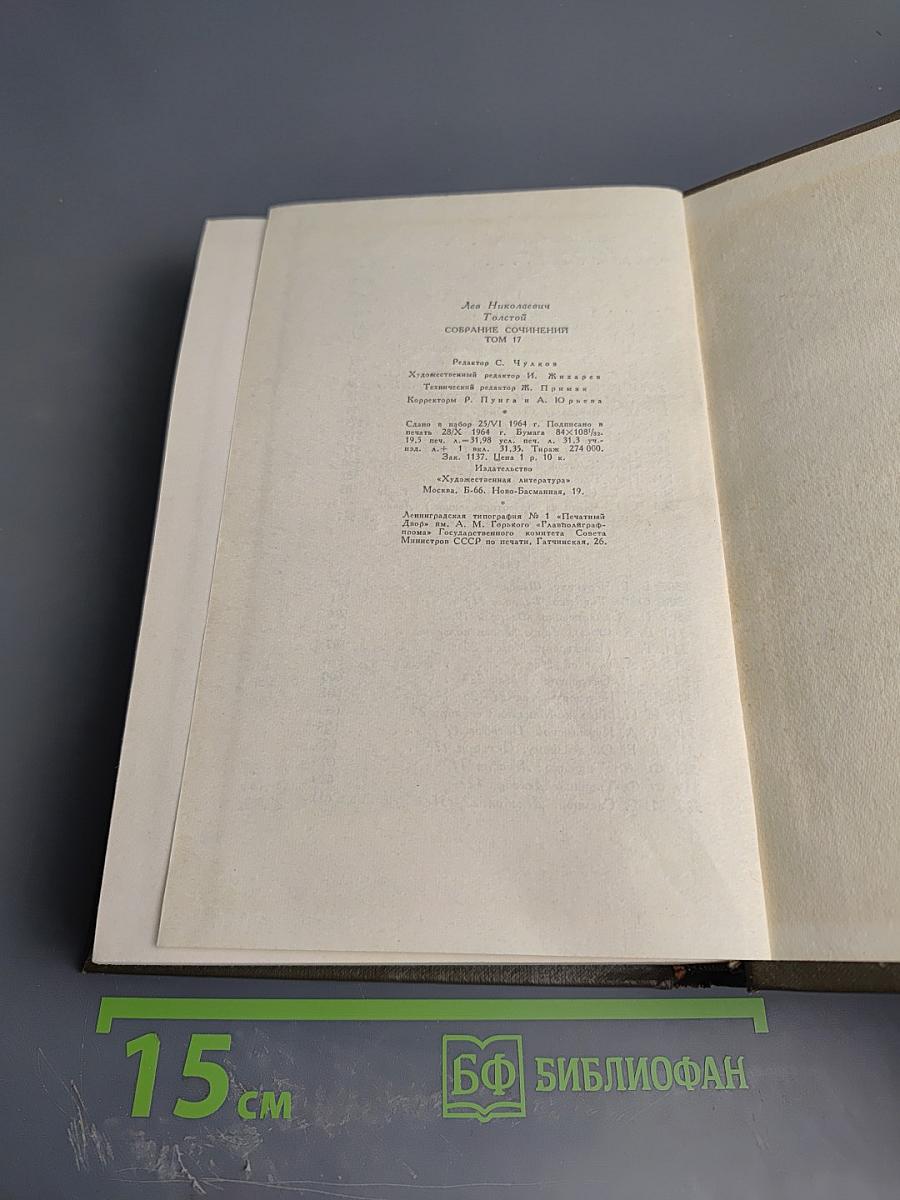 Лев Николаевич
Толстой
СОБРАНИЕ СОЧИНЕНИЙ
ТОМ 17
Редактор С. Чулков
Художественный редактор И. Жихарев
Технический редактор Ж. Примак
Корректоры Р. Пунга и А. Юрьева
*
Сдано в набор 25/VI 1964 г. Подписано в
печать 28/X 1964 г. Бумага 84×108¹/₃₂.
19,5 печ. л.=31,98 усл. печ. л. 31,3 уч.-
изд. л.+ 1 вкл. 31,35. Тираж 274 000.
Зак. 1137. Цена 1 р. 10 к.
Издательство
«Художественная литература»
Москва, Б-66, Ново-Басманная, 19.
*
Ленинградская типография № 1 «Печатный
Двор» им. А. М. Горького «Главполиграф-
прома» Государственного комитета Совета
Министров СССР по печати, Гатчинская, 26.
15 см
БФ БИБЛИОФАН